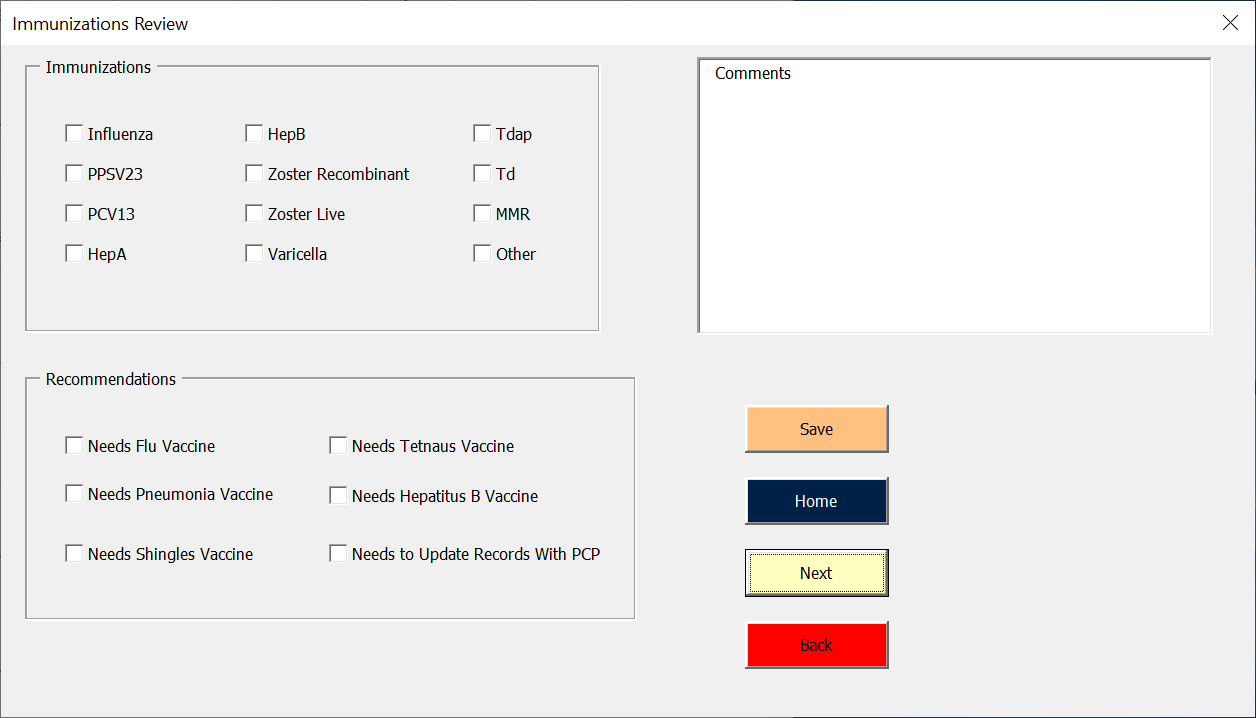 Immunizations Review
Immunizations
Influenza
HepB
Tdap
PPSV23
Zoster Recombinant
Td
PCV13
Zoster Live
MMR
HepA
Varicella
Other
Comments
Recommendations
Needs Flu Vaccine
Needs Tetnaus Vaccine
Needs Pneumonia Vaccine
Needs Hepatitus B Vaccine
Needs Shingles Vaccine
Needs to Update Records With PCP
Save
Home
Next
Back